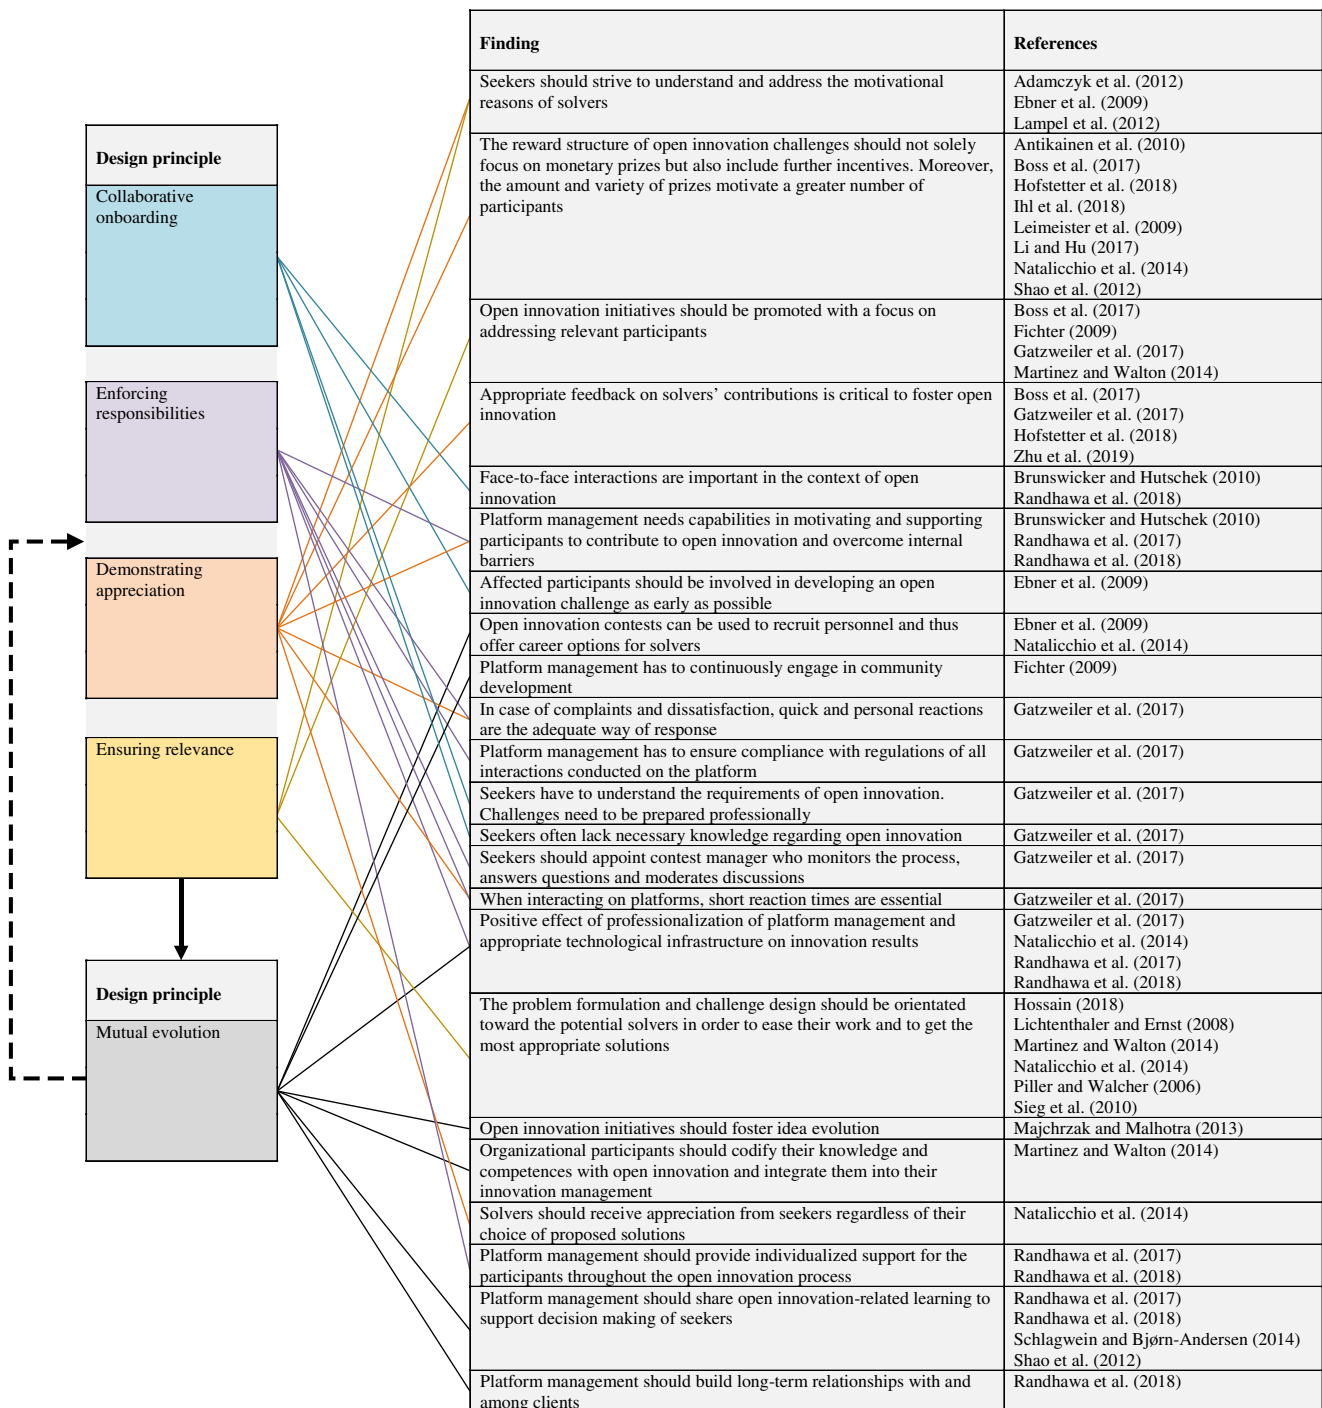 Design principle
Collaborative
onboarding
Enforcing
responsibilities
Demonstrating
appreciation
Ensuring relevance
Design principle
Mutual evolution
Finding
References
Seekers should strive to understand and address the motivational
reasons of solvers
Adamczyk et al. (2012)
Ebner et al. (2009)
Lampel et al. (2012)
The reward structure of open innovation challenges should not solely
focus on monetary prizes but also include further incentives. Moreover,
the amount and variety of prizes motivate a greater number of
participants
Antikainen et al. (2010)
Boss et al. (2017)
Hofstetter et al. (2018)
Ihl et al. (2018)
Leimeister et al. (2009)
Li and Hu (2017)
Natalicchio et al. (2014)
Shao et al. (2012)
Open innovation initiatives should be promoted with a focus on
addressing relevant participants
Boss et al. (2017)
Fichter (2009)
Gatzweiler et al. (2017)
Martinez and Walton (2014)
Appropriate feedback on solvers’ contributions is critical to foster open
innovation
Boss et al. (2017)
Gatzweiler et al. (2017)
Hofstetter et al. (2018)
Zhu et al. (2019)
Face-to-face interactions are important in the context of open
innovation
Brunswicker and Hutschek (2010)
Randhawa et al. (2018)
Platform management needs capabilities in motivating and supporting
participants to contribute to open innovation and overcome internal
barriers
Brunswicker and Hutschek (2010)
Randhawa et al. (2017)
Randhawa et al. (2018)
Affected participants should be involved in developing an open
innovation challenge as early as possible
Ebner et al. (2009)
Open innovation contests can be used to recruit personnel and thus
offer career options for solvers
Ebner et al. (2009)
Natalicchio et al. (2014)
Platform management has to continuously engage in community
development
Fichter (2009)
In case of complaints and dissatisfaction, quick and personal reactions
are the adequate way of response
Gatzweiler et al. (2017)
Platform management has to ensure compliance with regulations of all
interactions conducted on the platform
Gatzweiler et al. (2017)
Seekers have to understand the requirements of open innovation.
Challenges need to be prepared professionally
Gatzweiler et al. (2017)
Seekers often lack necessary knowledge regarding open innovation
Gatzweiler et al. (2017)
Seekers should appoint contest manager who monitors the process,
answers questions and moderates discussions
Gatzweiler et al. (2017)
When interacting on platforms, short reaction times are essential
Gatzweiler et al. (2017)
Positive effect of professionalization of platform management and
appropriate technological infrastructure on innovation results
Gatzweiler et al. (2017)
Natalicchio et al. (2014)
Randhawa et al. (2017)
Randhawa et al. (2018)
The problem formulation and challenge design should be orientated
toward the potential solvers in order to ease their work and to get the
most appropriate solutions
Hossain (2018)
Lichtenthaler and Ernst (2008)
Martinez and Walton (2014)
Natalicchio et al. (2014)
Piller and Walcher (2006)
Sieg et al. (2010)
Open innovation initiatives should foster idea evolution
Majchrzak and Malhotra (2013)
Organizational participants should codify their knowledge and
competences with open innovation and integrate them into their
innovation management
Martinez and Walton (2014)
Solvers should receive appreciation from seekers regardless of their
choice of proposed solutions
Natalicchio et al. (2014)
Platform management should provide individualized support for the
participants throughout the open innovation process
Randhawa et al. (2017)
Randhawa et al. (2018)
Platform management should share open innovation-related learning to
support decision making of seekers
Randhawa et al. (2017)
Randhawa et al. (2018)
Schlagwein and Bjørn-Andersen (2014)
Shao et al. (2012)
Platform management should build long-term relationships with and
among clients
Randhawa et al. (2018)